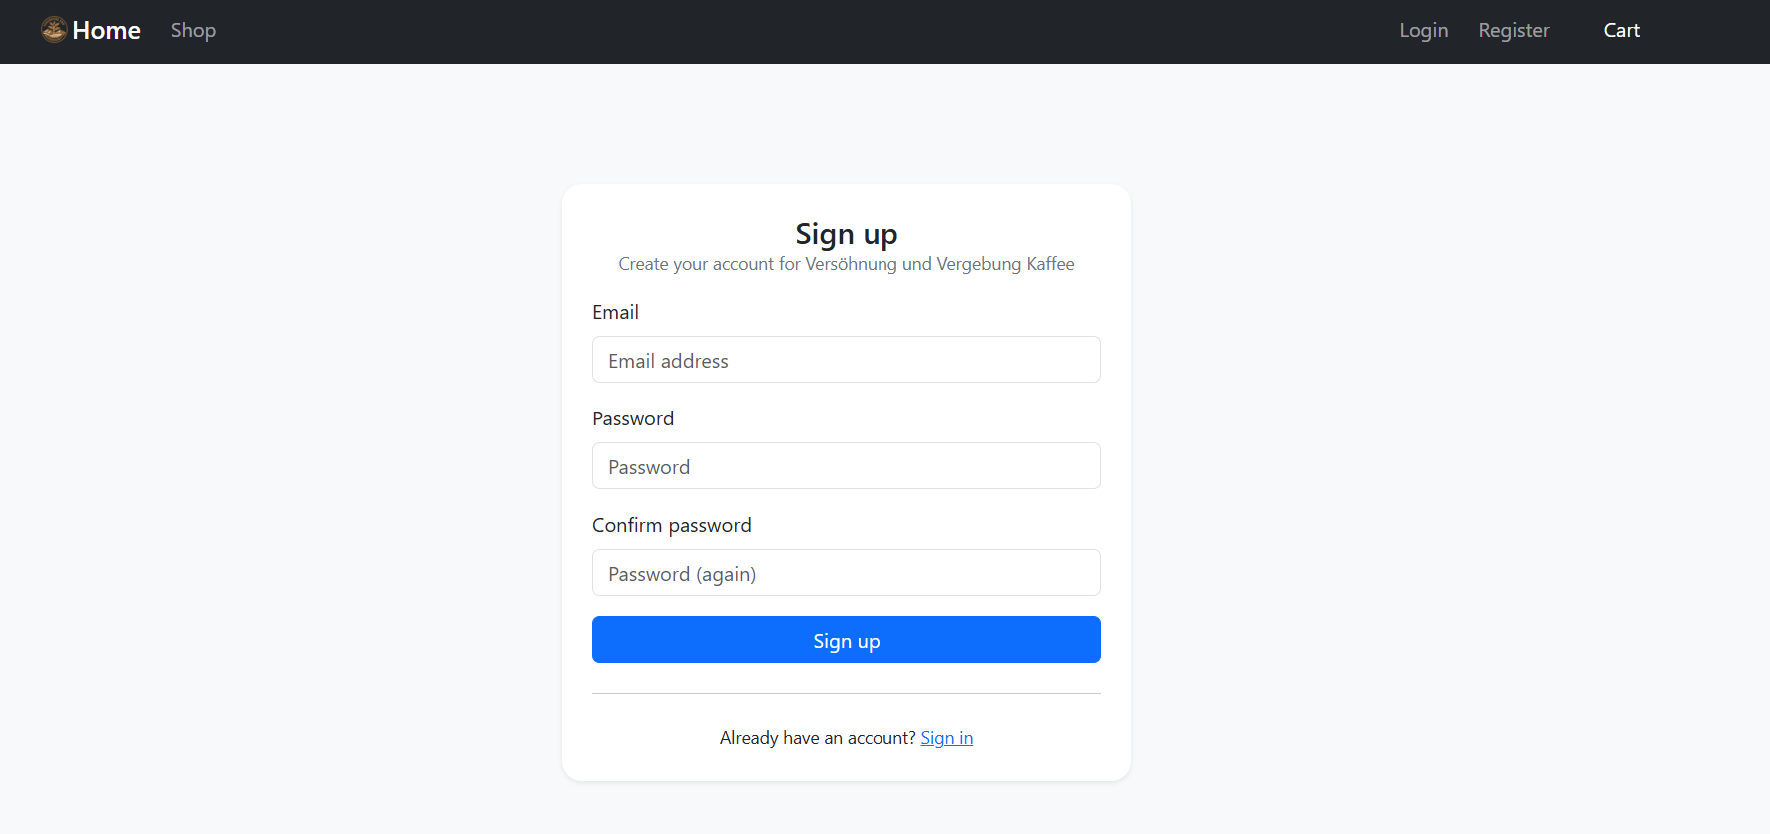 Home Shop Login Register Cart
Sign up
Create your account for Versöhnung und Vergebung Kaffee
Email
Email address
Password
Password
Confirm password
Password (again)
Sign up
Already have an account? Sign in